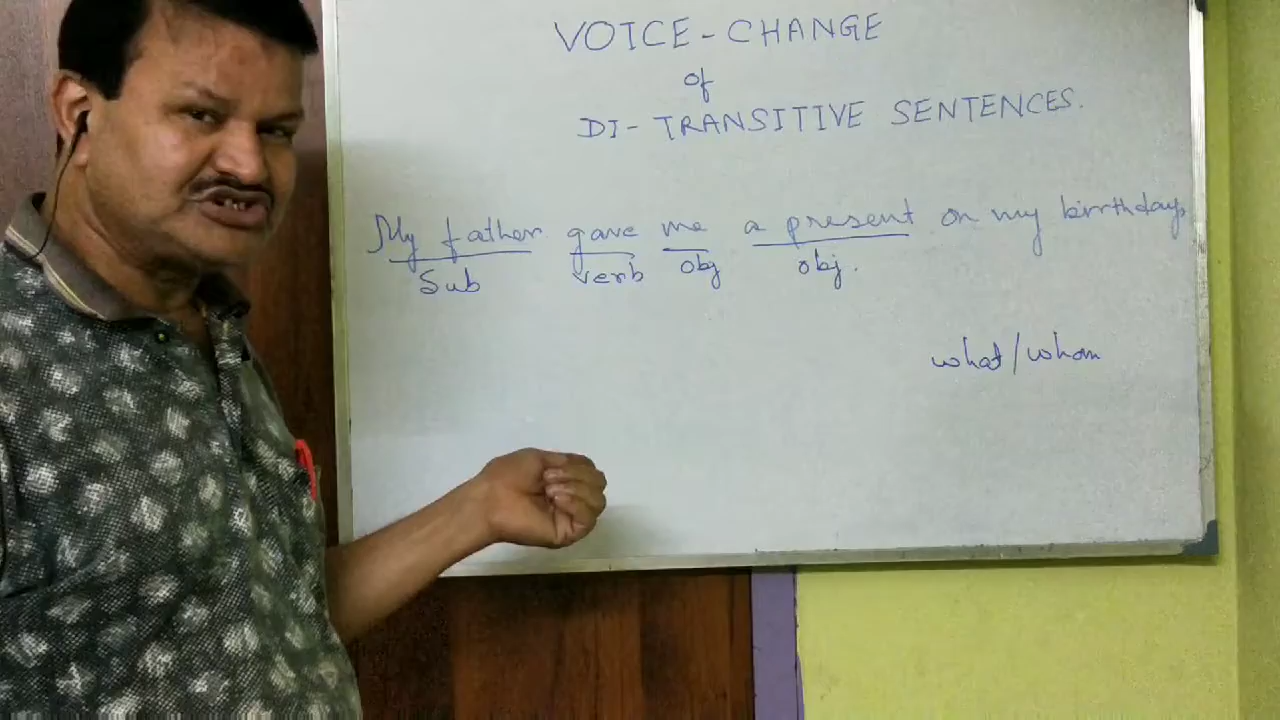 VOICE-CHANGE
of
DI-TRANSITIVE SENTENCES.
My father gave me a present on my birthday,
Sub verb obj obj.
what/whom